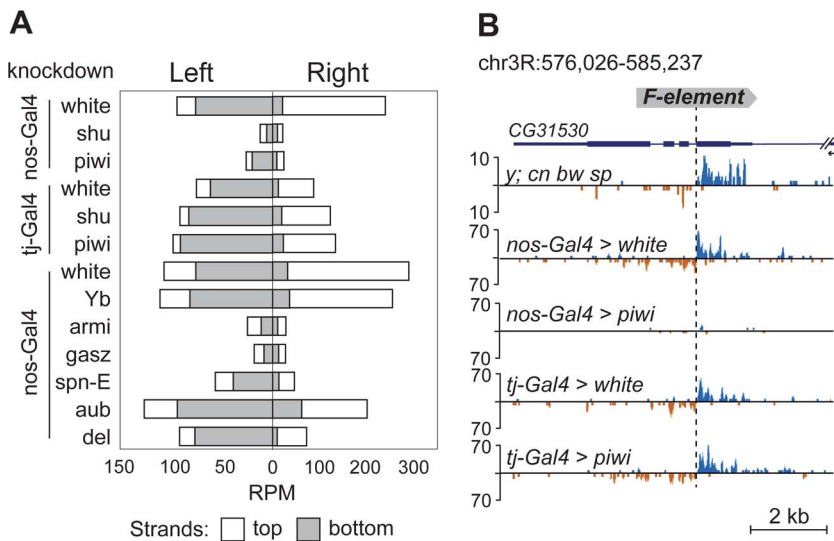 A
knockdown
Left
Right
nos-Gal4
white
shu
piwi
tj-Gal4
white
shu
piwi
nos-Gal4
white
Yb
armi
gasz
spn-E
aub
del
150 100 50 0 100 200 300
RPM
Strands: top bottom
B
chr3R:576,026-585,237
F-element
CG31530
10
y; cn bw sp
10
70
nos-Gal4 > white
70
nos-Gal4 > piwi
70
tj-Gal4 > white
70
70
tj-Gal4 > piwi
70
2 kb